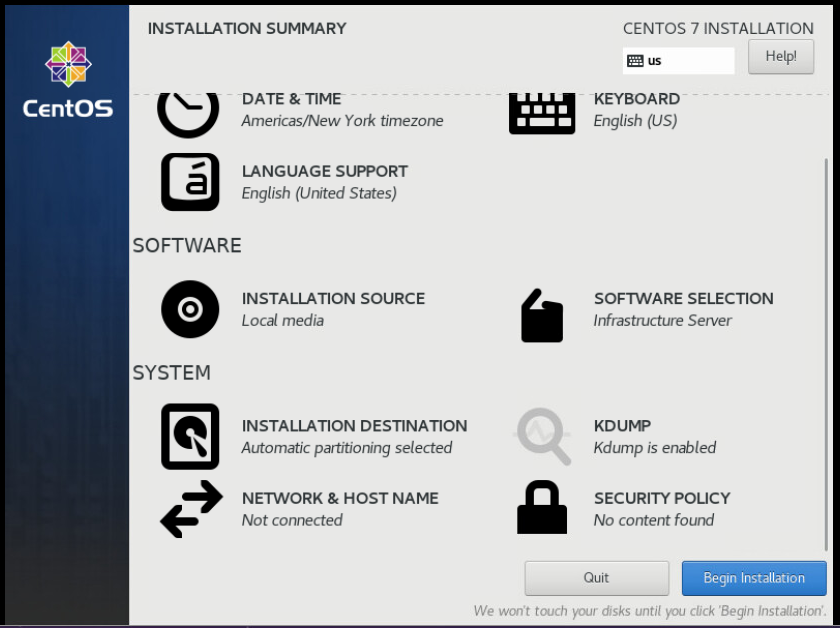 INSTALLATION SUMMARY
CENTOS 7 INSTALLATION
us
Help!
CentOS
DATE & TIME
Americas/New York timezone
KEYBOARD
English (US)
á
LANGUAGE SUPPORT
English (United States)
SOFTWARE
INSTALLATION SOURCE
Local media
SOFTWARE SELECTION
Infrastructure Server
SYSTEM
INSTALLATION DESTINATION
Automatic partitioning selected
KDUMP
Kdump is enabled
NETWORK & HOST NAME
Not connected
SECURITY POLICY
No content found
Quit
Begin Installation
We won't touch your disks until you click 'Begin Installation'.